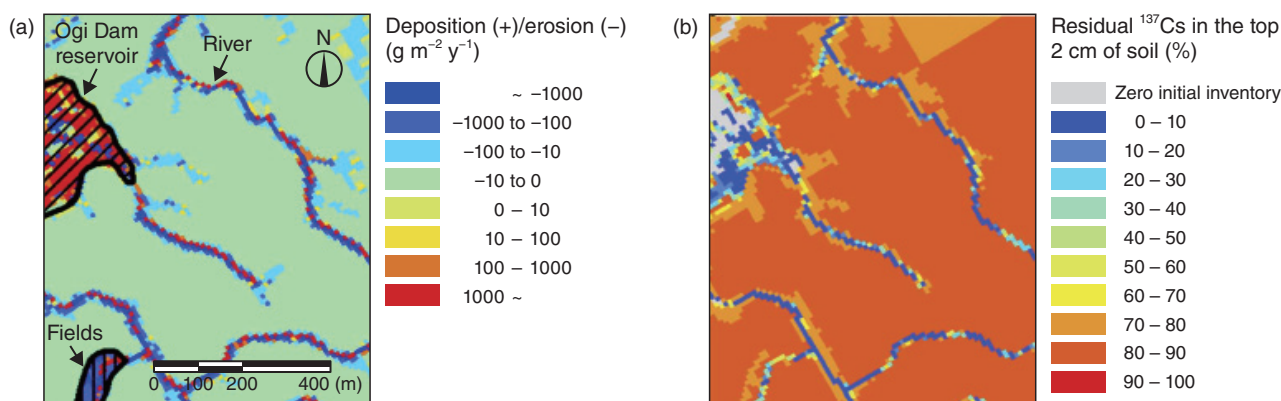 (a)
Ogi Dam
reservoir
River
N
Fields
0 100 200 400 (m)
Deposition (+)/erosion (–)
(g m⁻² y⁻¹)
~ –1000
–1000 to –100
–100 to –10
–10 to 0
0 – 10
10 – 100
100 – 1000
1000 ~
(b)
Residual ¹³⁷Cs in the top
2 cm of soil (%)
Zero initial inventory
0 – 10
10 – 20
20 – 30
30 – 40
40 – 50
50 – 60
60 – 70
70 – 80
80 – 90
90 – 100